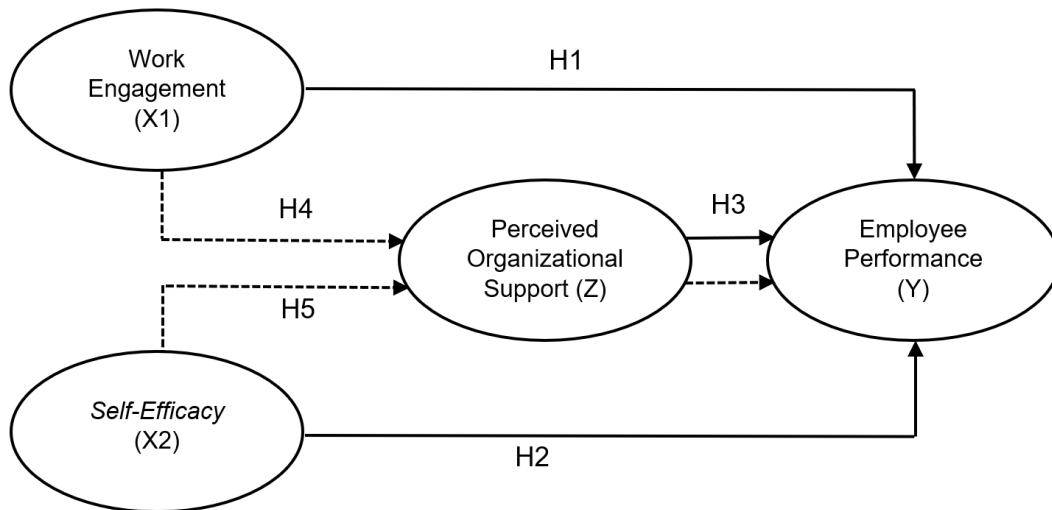 Work
Engagement
(X1)
H1
H4
Perceived
Organizational
Support (Z)
H3
Employee
Performance
(Y)
H5
Self-Efficacy
(X2)
H2